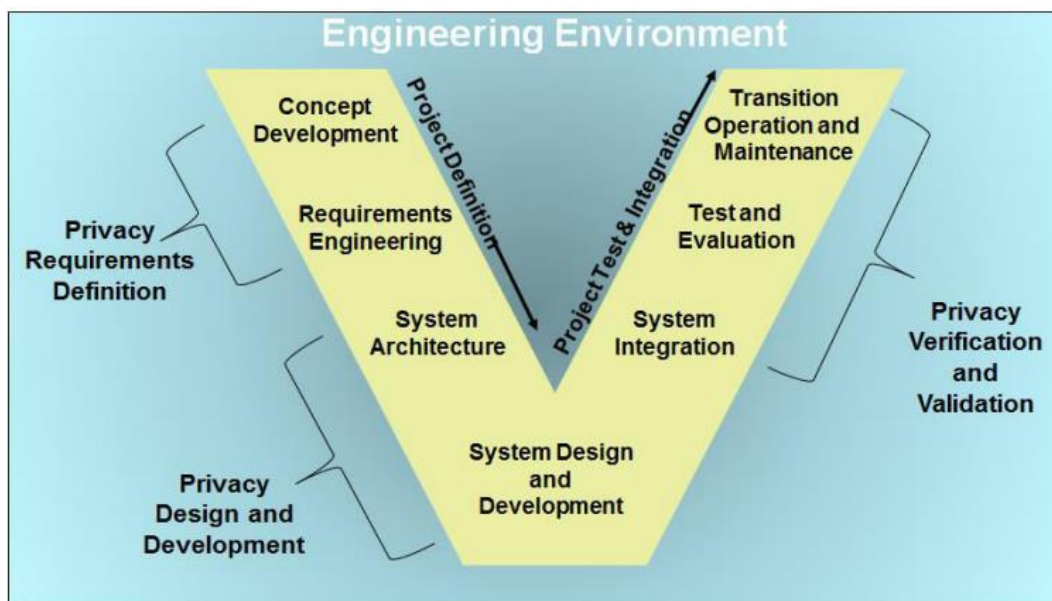 Engineering Environment
Concept
Development
Project Definition
Requirements
Engineering
System
Architecture
System Design
and
Development
Project Test & Integration
Transition
Operation and
Maintenance
Test and
Evaluation
System
Integration
Privacy
Requirements
Definition
Privacy
Design and
Development
Privacy
Verification
and
Validation